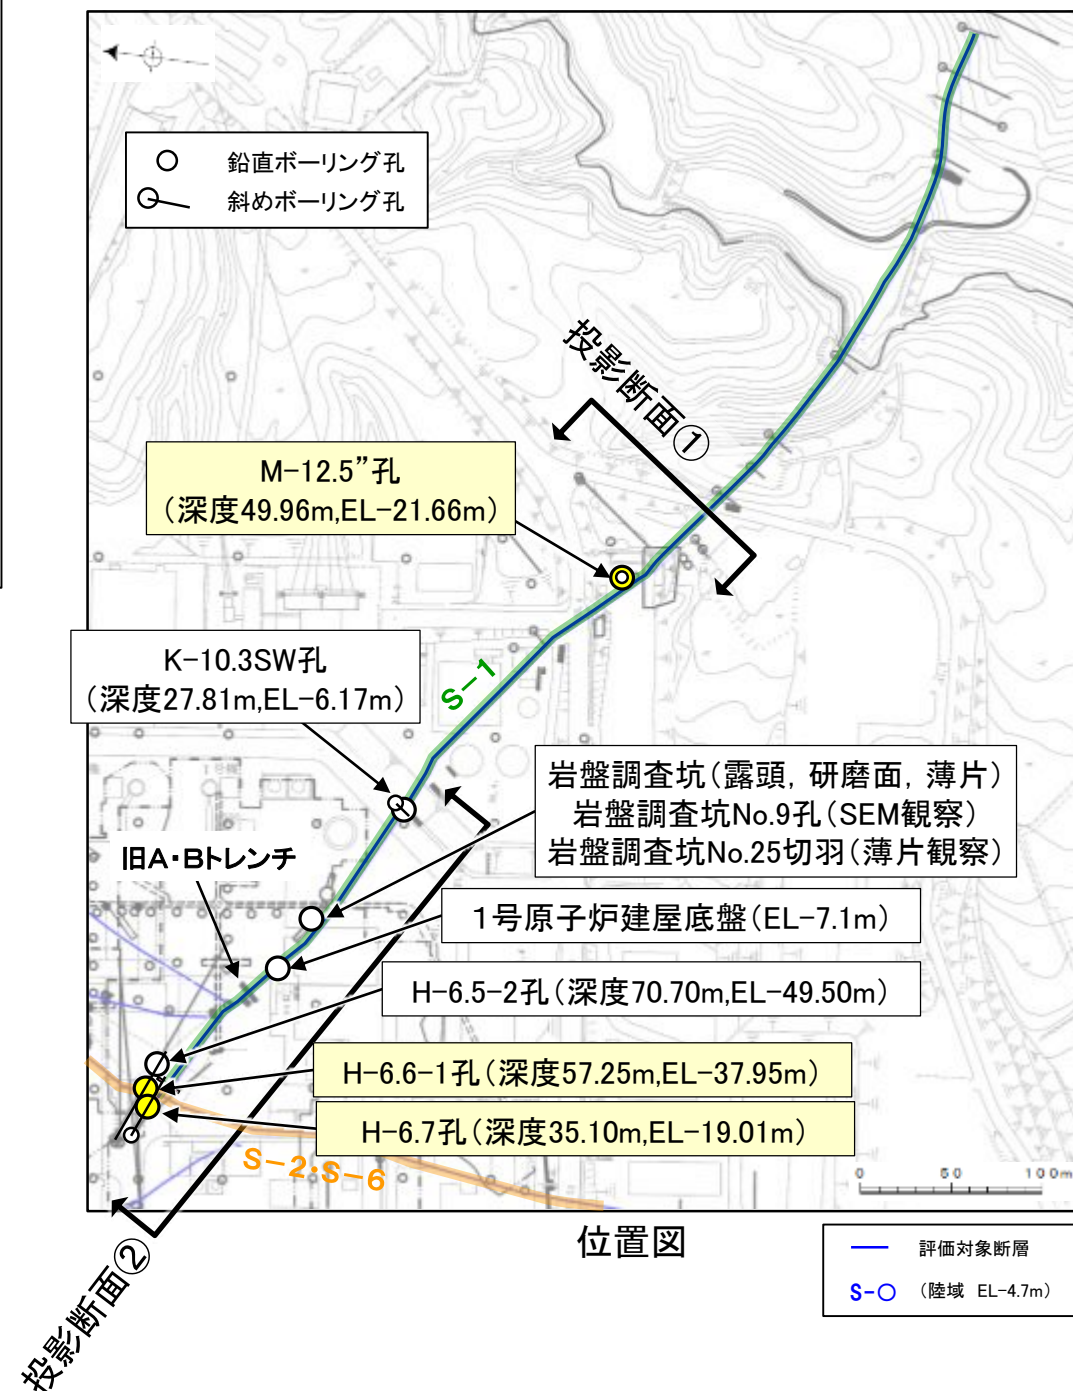 鉛直ボーリング孔
斜めボーリング孔
投影断面①
M-12.5”孔
(深度49.96m,EL-21.66m)
K-10.3SW孔
(深度27.81m,EL-6.17m)
S-1
岩盤調査坑(露頭, 研磨面, 薄片)
岩盤調査坑No.9孔(SEM観察)
岩盤調査坑No.25切羽(薄片観察)
旧A・Bトレンチ
1号原子炉建屋底盤(EL-7.1m)
H-6.5-2孔(深度70.70m,EL-49.50m)
H-6.6-1孔(深度57.25m,EL-37.95m)
H-6.7孔(深度35.10m,EL-19.01m)
S-2・S-6
0 50 100m
投影断面②
位置図
評価対象断層
S-○ (陸域 EL-4.7m)